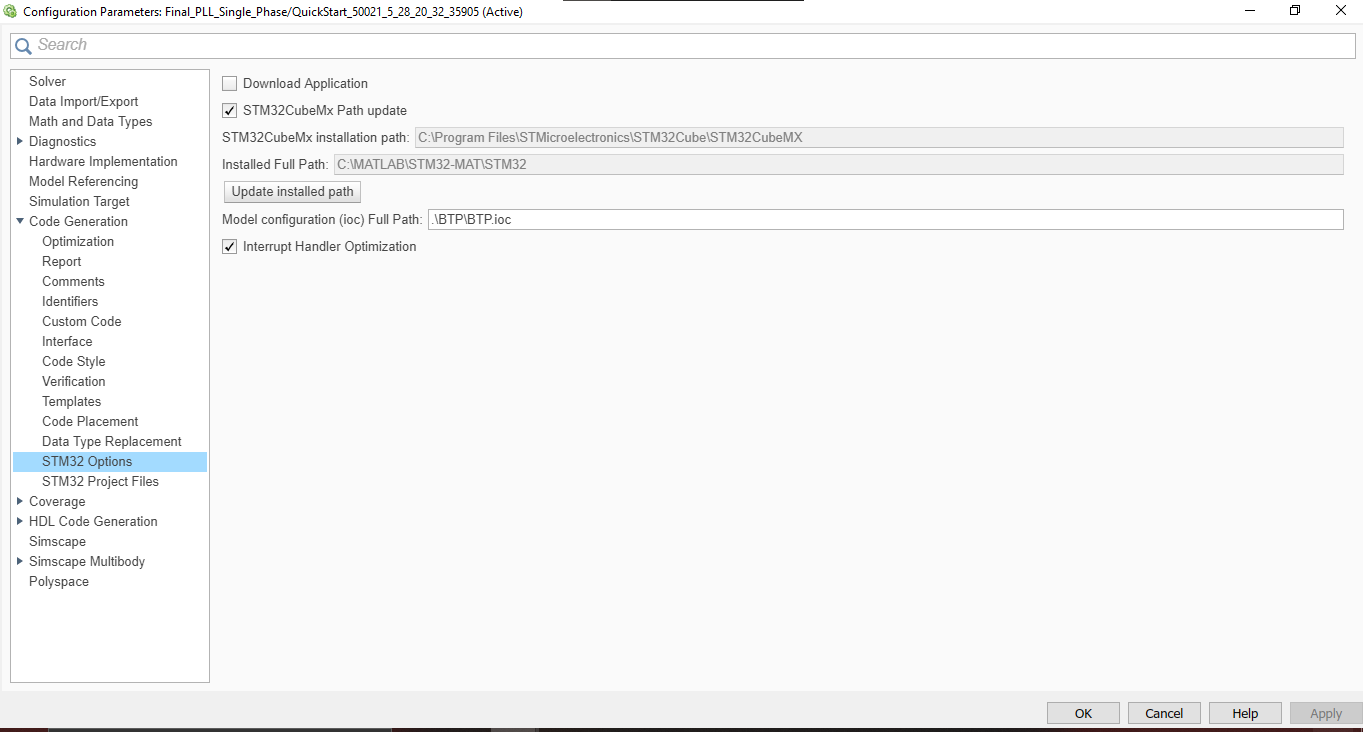 Configuration Parameters: Final_PLL_Single_Phase/QuickStart_50021_5_28_20_32_35905 (Active)
Search
Solver
Data Import/Export
Math and Data Types
Diagnostics
Hardware Implementation
Model Referencing
Simulation Target
Code Generation
Optimization
Report
Comments
Identifiers
Custom Code
Interface
Code Style
Verification
Templates
Code Placement
Data Type Replacement
STM32 Options
STM32 Project Files
Coverage
HDL Code Generation
Simscape
Simscape Multibody
Polyspace
Download Application
STM32CubeMx Path update
STM32CubeMx installation path: C:\Program Files\STMicroelectronics\STM32Cube\STM32CubeMX
Installed Full Path: C:\MATLAB\STM32-MAT\STM32
Update installed path
Model configuration (ioc) Full Path: .\BTP\BTP.ioc
Interrupt Handler Optimization
OK Cancel Help Apply